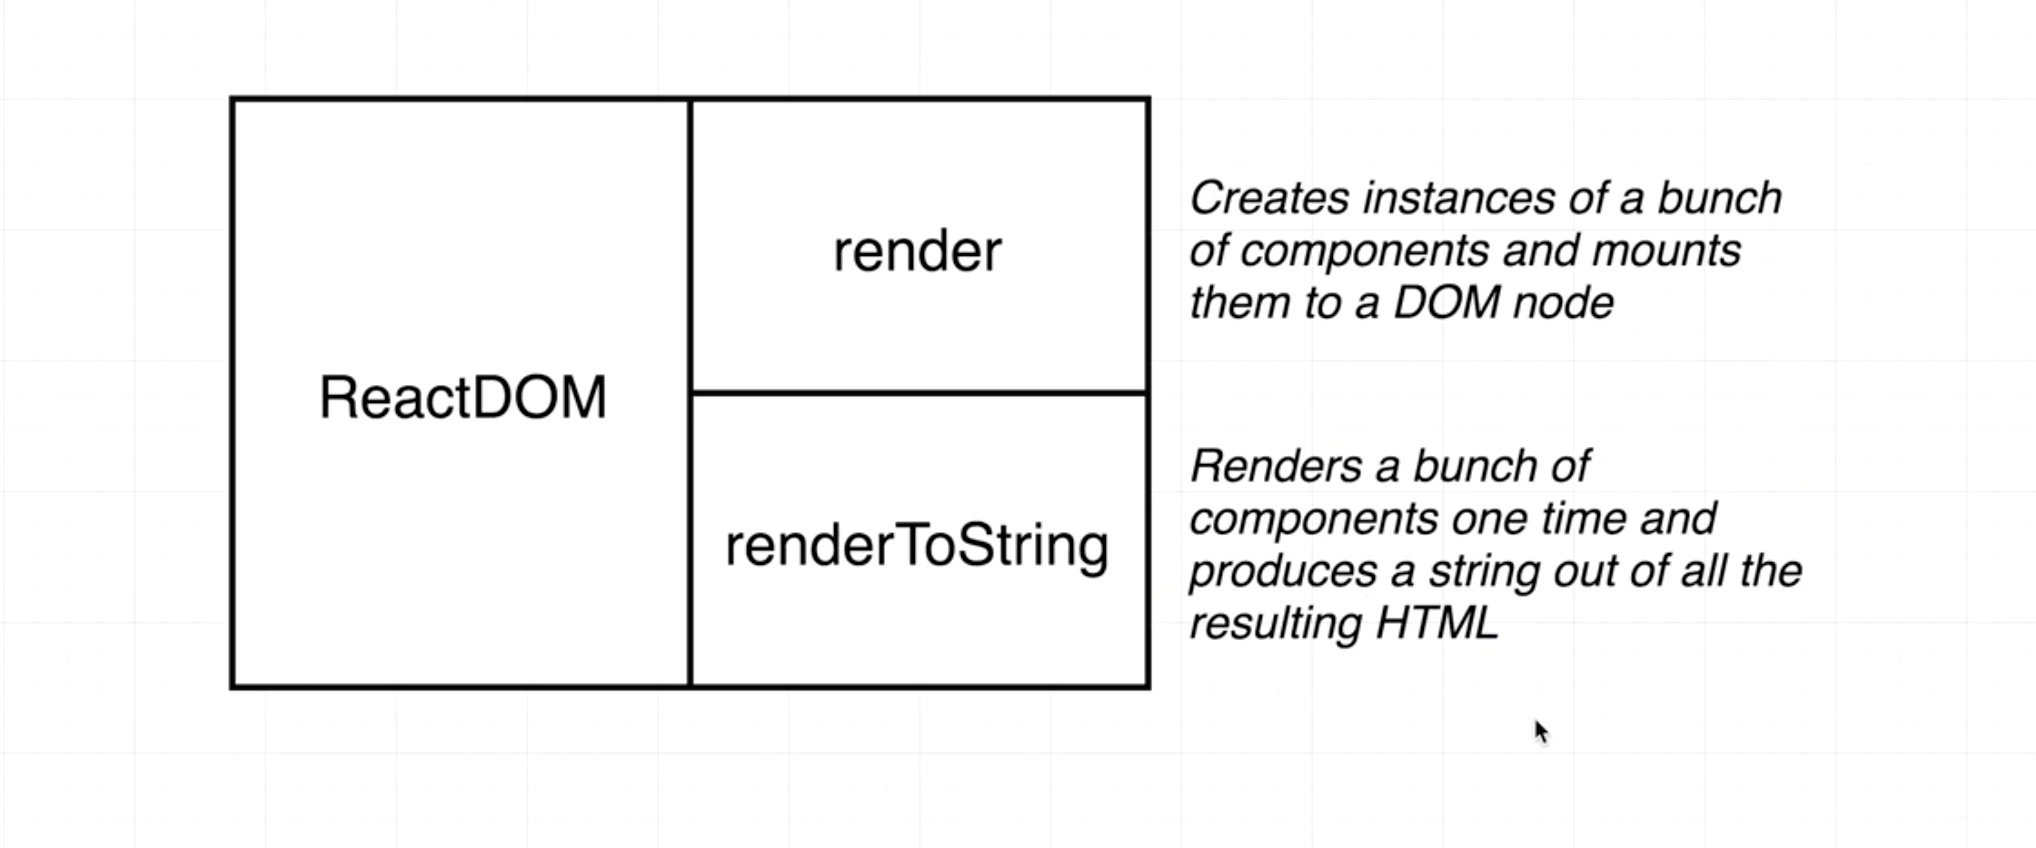 ReactDOM
render
Creates instances of a bunch
of components and mounts
them to a DOM node
renderToString
Renders a bunch of
components one time and
produces a string out of all the
resulting HTML